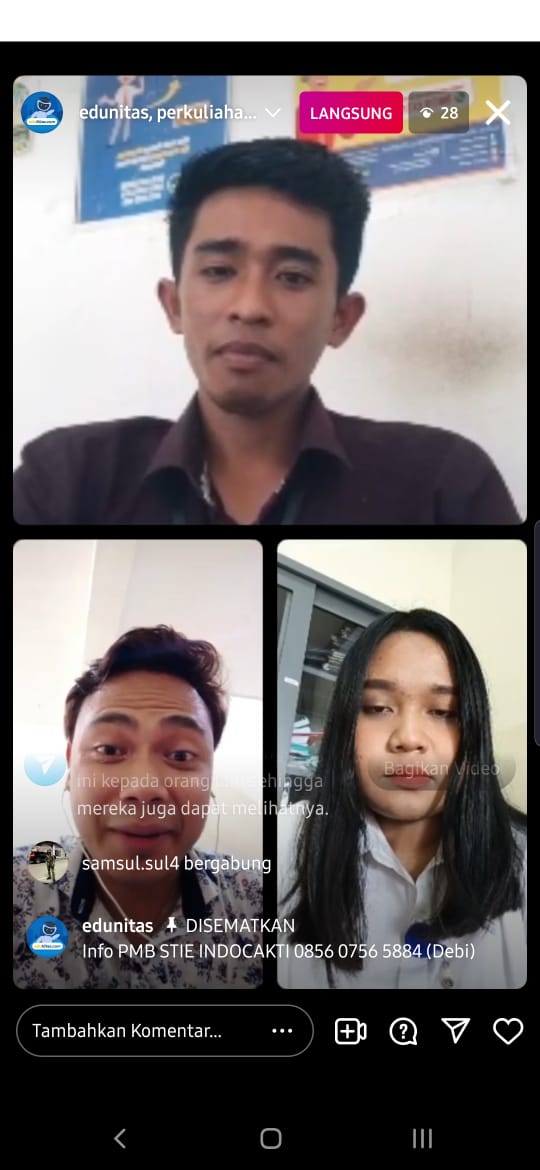 edunitas, perkuliaha...
LANGSUNG
28
Bagikan Video
ini kepada orang lain sehingga
mereka juga dapat melihatnya.
samsul.sul4 bergabung
edunitas DISEMATKAN
Info PMB STIE INDOCAKTI 0856 0756 5884 (Debi)
Tambahkan Komentar...